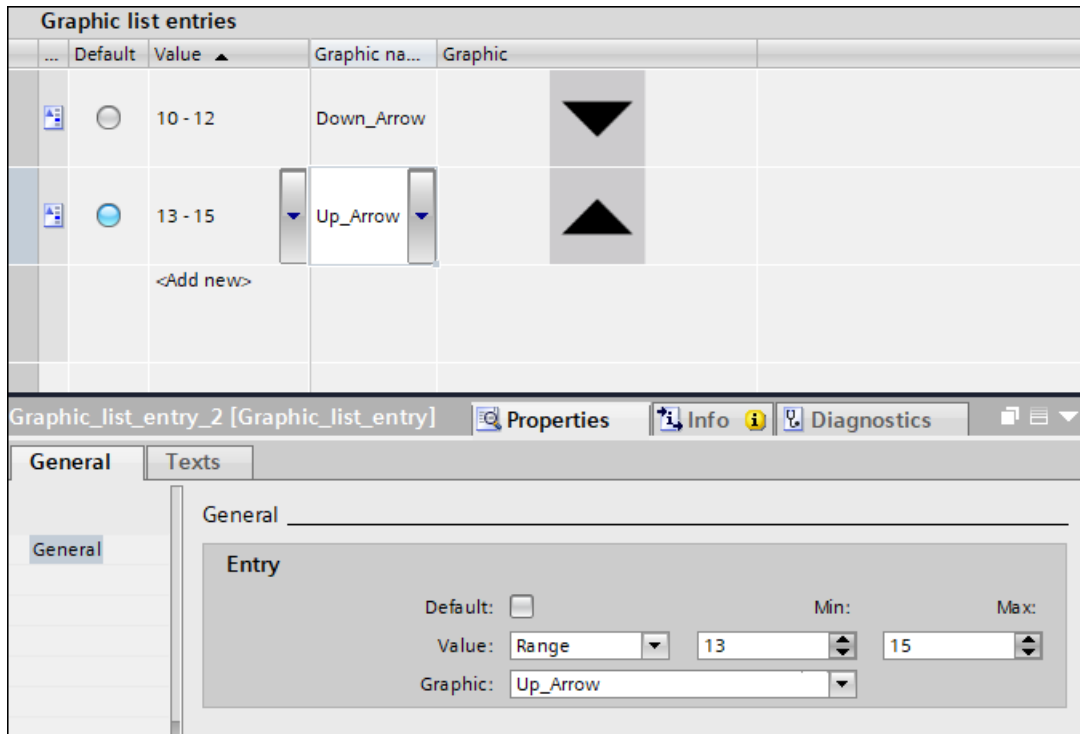 Graphic list entries
... Default Value Graphic na... Graphic
10 - 12 Down_Arrow
13 - 15 Up_Arrow
<Add new>
Graphic_list_entry_2 [Graphic_list_entry] Properties Info Diagnostics
General Texts
General
General
Entry
Default: Min: Max:
Value: Range 13 15
Graphic: Up_Arrow